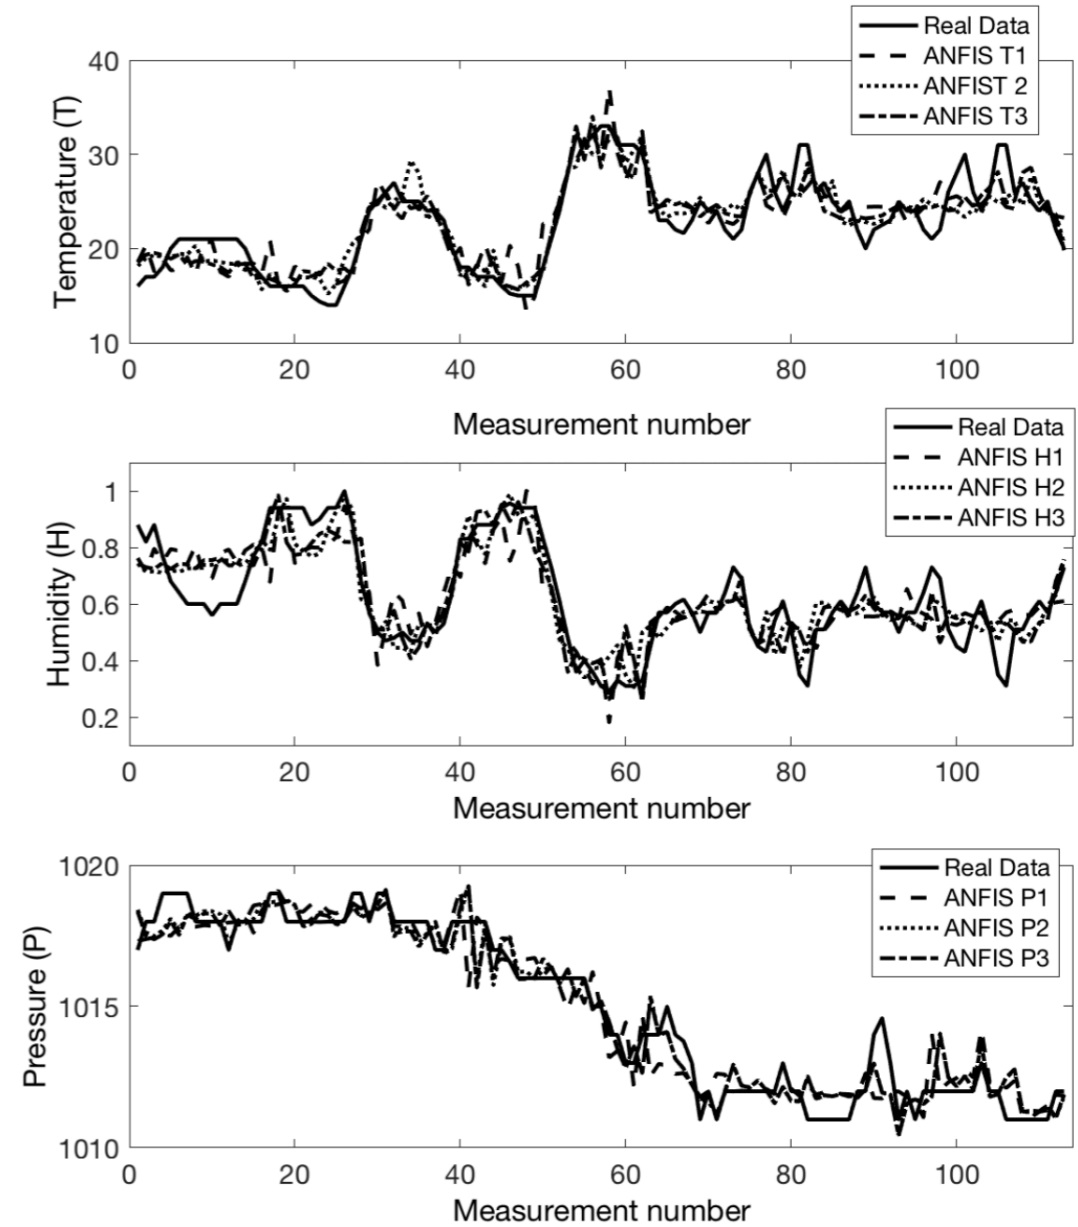 Real Data
ANFIS T1
ANFIST 2
ANFIS T3
Temperature (T)
40
30
20
10
0 20 40 60 80 100
Measurement number
Real Data
ANFIS H1
ANFIS H2
ANFIS H3
Humidity (H)
1
0.8
0.6
0.4
0.2
0 20 40 60 80 100
Measurement number
Real Data
ANFIS P1
ANFIS P2
ANFIS P3
Pressure (P)
1020
1015
1010
0 20 40 60 80 100
Measurement number